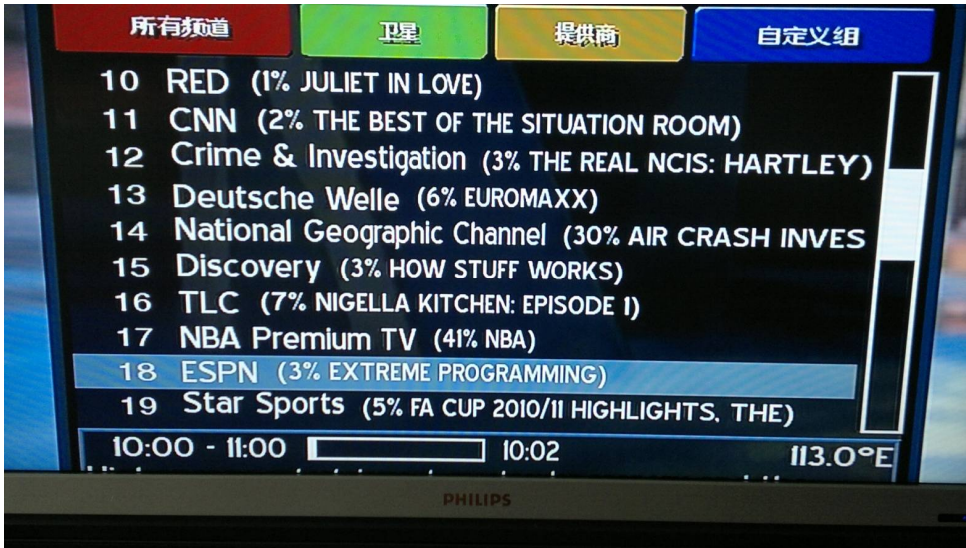 所有频道 卫星 提供商 自定义组
10 RED (1% JULIET IN LOVE)
11 CNN (2% THE BEST OF THE SITUATION ROOM)
12 Crime & Investigation (3% THE REAL NCIS: HARTLEY)
13 Deutsche Welle (6% EUROMAXX)
14 National Geographic Channel (30% AIR CRASH INVES
15 Discovery (3% HOW STUFF WORKS)
16 TLC (7% NIGELLA KITCHEN: EPISODE 1)
17 NBA Premium TV (41% NBA)
18 ESPN (3% EXTREME PROGRAMMING)
19 Star Sports (5% FA CUP 2010/11 HIGHLIGHTS, THE)
10:00 - 11:00 10:02 113.0°E
PHILIPS